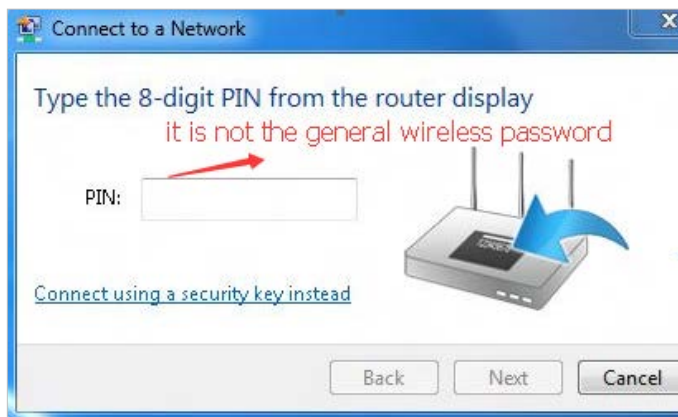 Connect to a Network
X
Type the 8-digit PIN from the router display
it is not the general wireless password
PIN:
12345670
Connect using a security key instead
Back Next Cancel